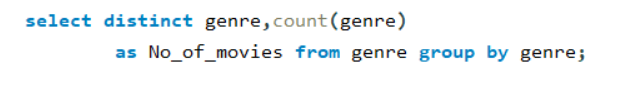 select distinct genre,count(genre)
as No_of_movies from genre group by genre;